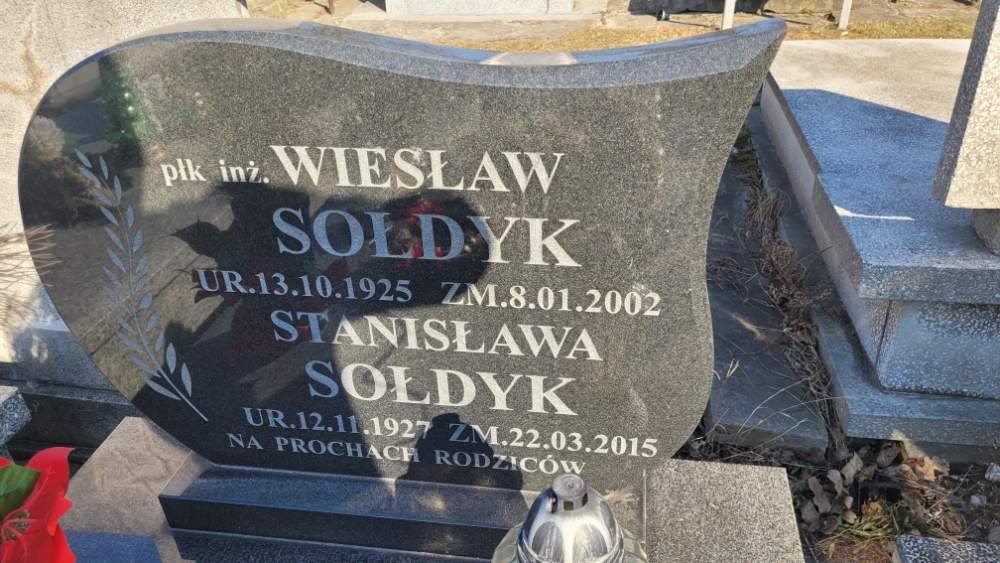 płk inż. WIESŁAW
SOŁDYK
UR.13.10.1925 ZM.8.01.2002
STANISŁAWA
SOŁDYK
UR.12.11.1927 ZM.22.03.2015
NA PROCHACH RODZICÓW